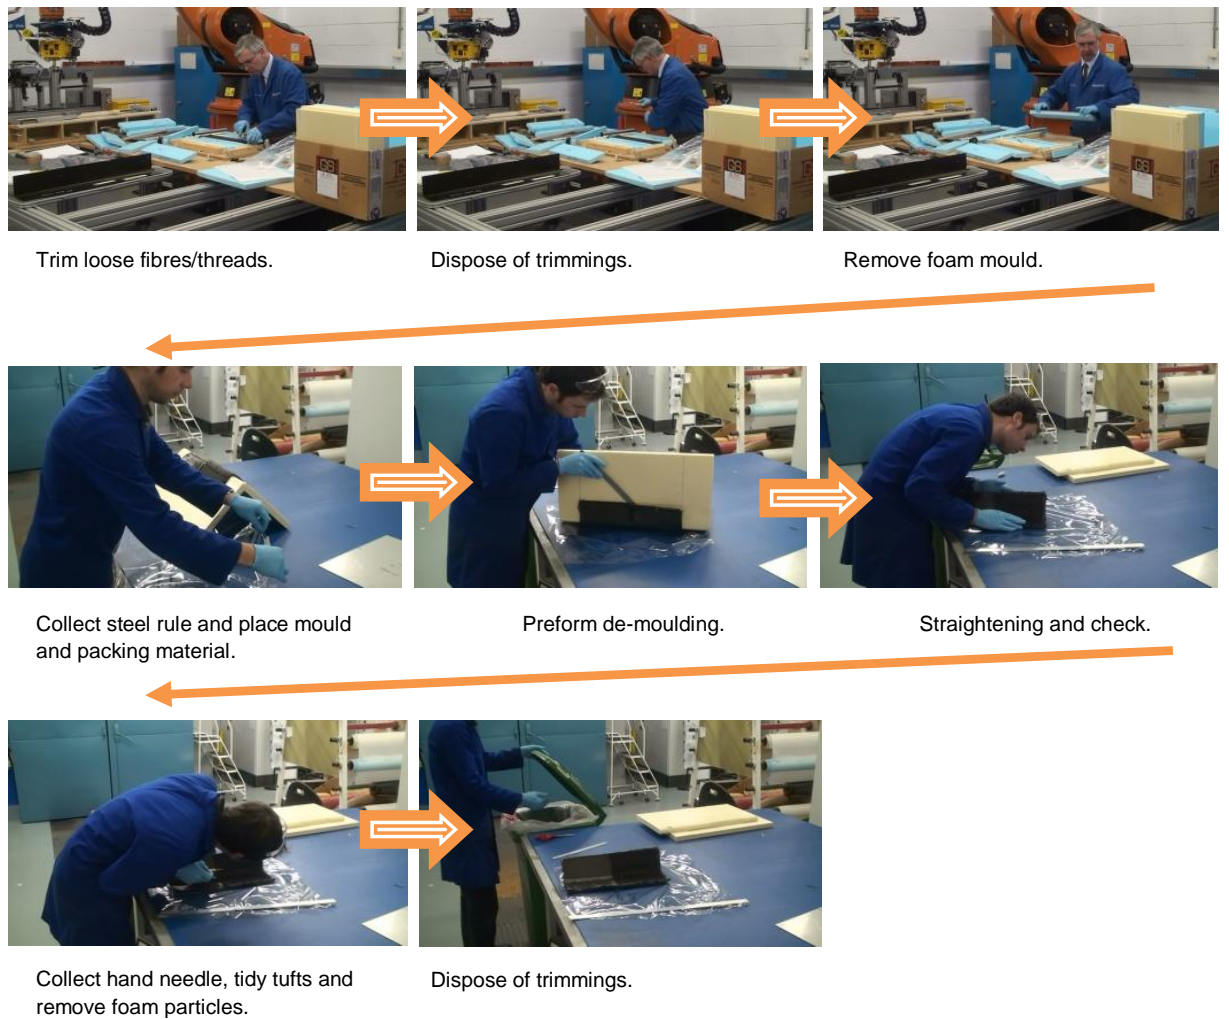 Trim loose fibres/threads.
Dispose of trimmings.
Remove foam mould.
Collect steel rule and place mould
and packing material.
Preform de-moulding.
Straightening and check.
Collect hand needle, tidy tufts and
remove foam particles.
Dispose of trimmings.